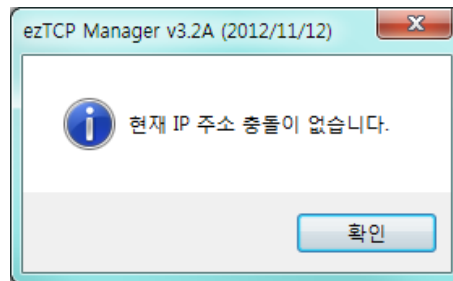 ezTCP Manager v3.2A (2012/11/12)
현재 IP 주소 충돌이 없습니다.
확인